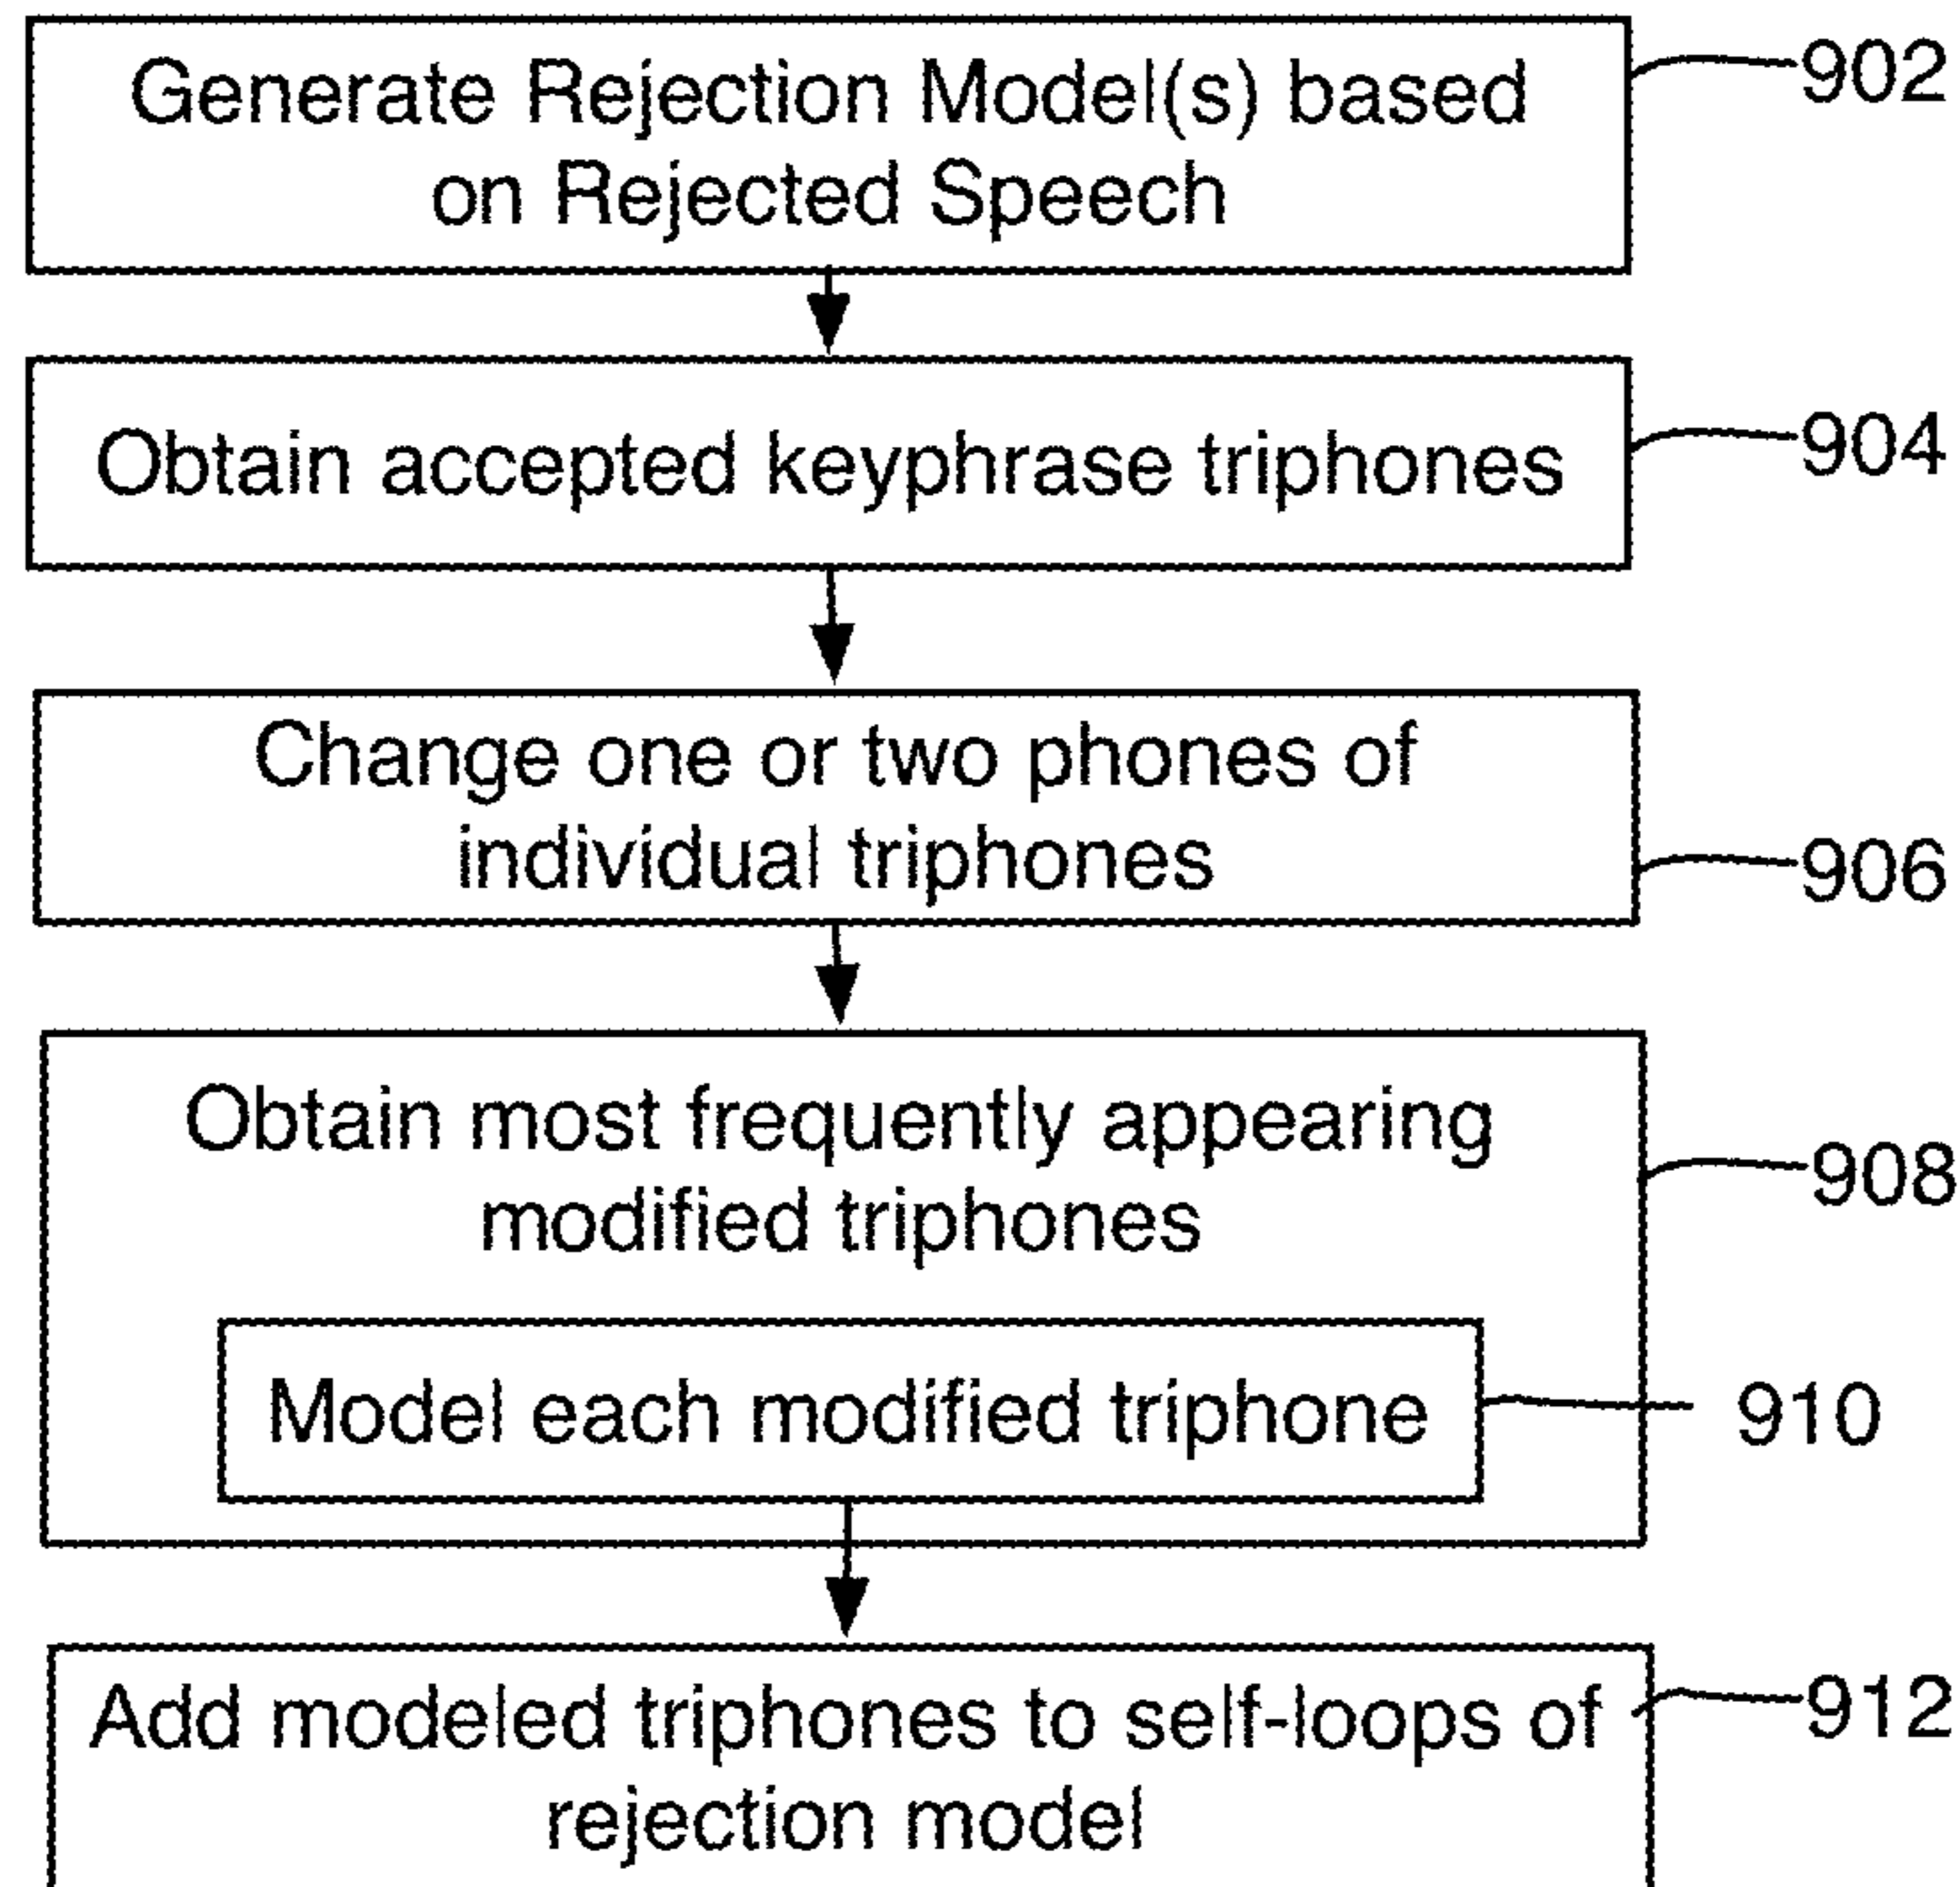 Generate Rejection Model(s) based
on Rejected Speech
902
Obtain accepted keyphrase triphones
904
Change one or two phones of
individual triphones
906
Obtain most frequently appearing
modified triphones
908
Model each modified triphone
910
Add modeled triphones to self-loops of
rejection model
912